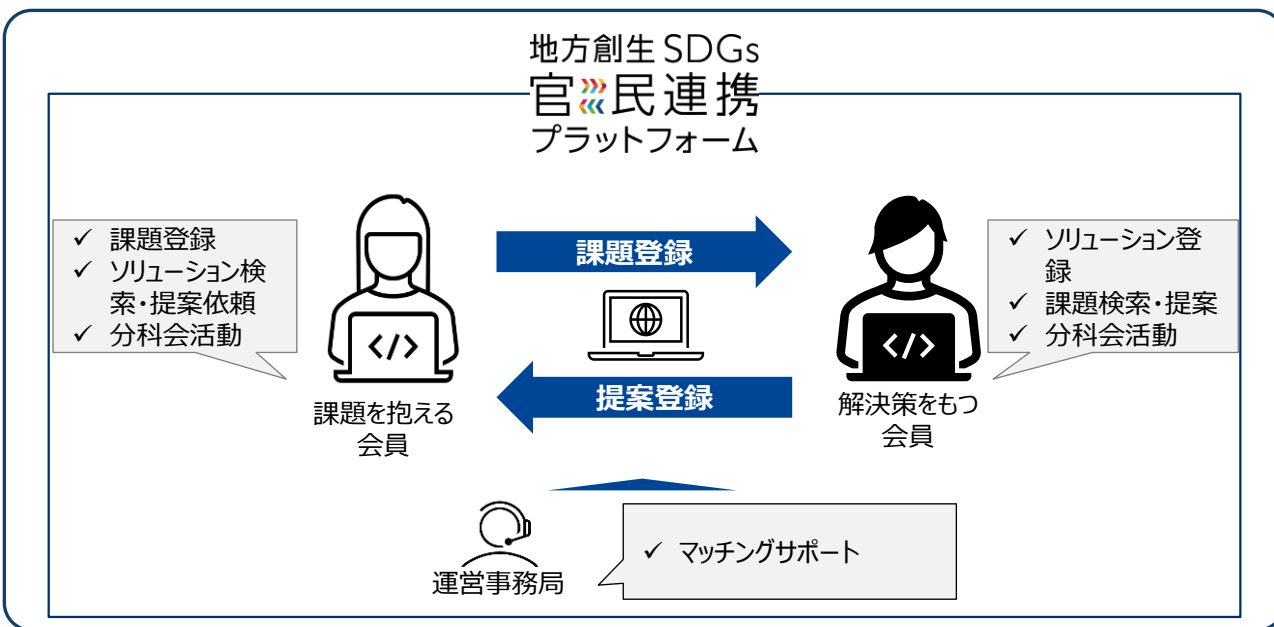 地方創生 SDGs
官民連携
プラットフォーム
✓ 課題登録
✓ ソリューション検
索・提案依頼
✓ 分科会活動
課題登録
✓ ソリューション登
録
✓ 課題検索・提案
✓ 分科会活動
</>
</>
提案登録
課題を抱える
会員
解決策をもつ
会員
運営事務局
✓ マッチングサポート